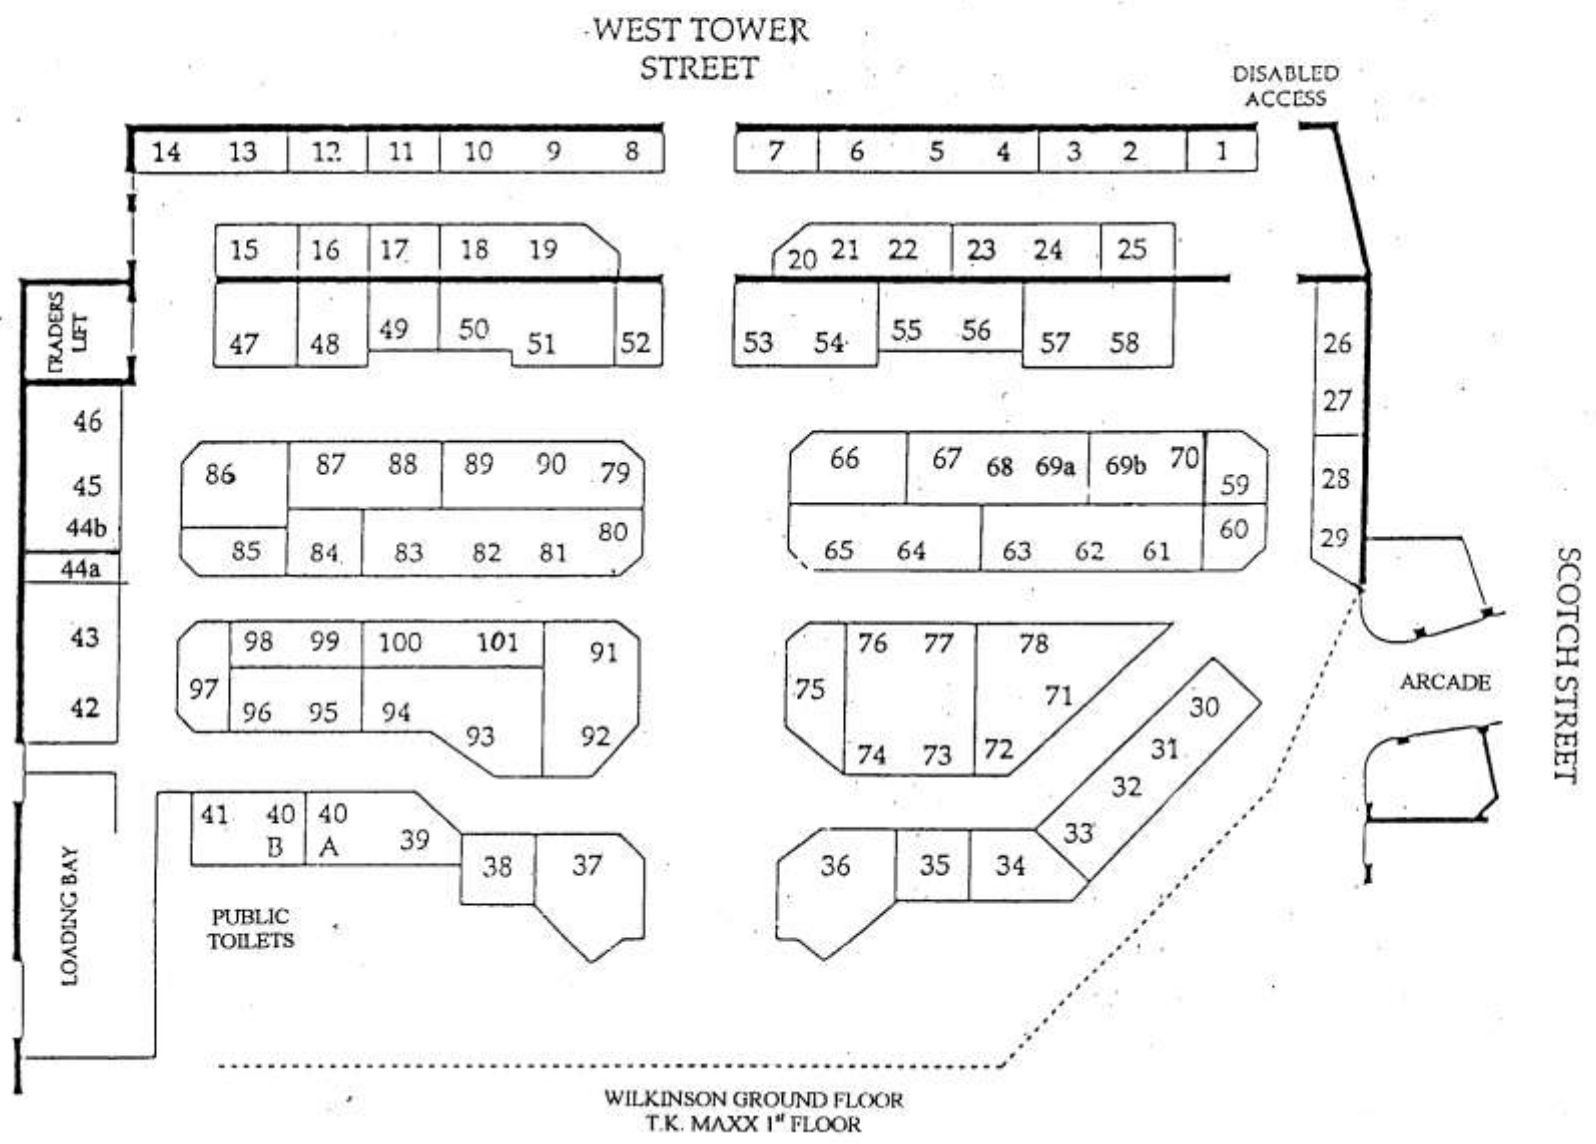 WEST TOWER
STREET
DISABLED
ACCESS
14 13 12 11 10 9 8 7 6 5 4 3 2 1
15 16 17 18 19 20 21 22 23 24 25
TRADERS
LIFT
47 48 49 50 51 52 53 54 55 56 57 58 26
27
46
86 87 88 89 90 79 66 67 68 69a 69b 70 59 28
45
44b
85 84 83 82 81 80 65 64 63 62 61 60 29
44a
43
98 99 100 101 91 76 77 78
97 75 71
ARCADE
SCOTCH STREET
42
96 95 94 93 92 74 73 72 30
31
32
33
41 40
B
40
A
39 38 37 36 35 34
LOADING BAY
PUBLIC
TOILETS
WILKINSON GROUND FLOOR
T.K. MAXX 1st FLOOR